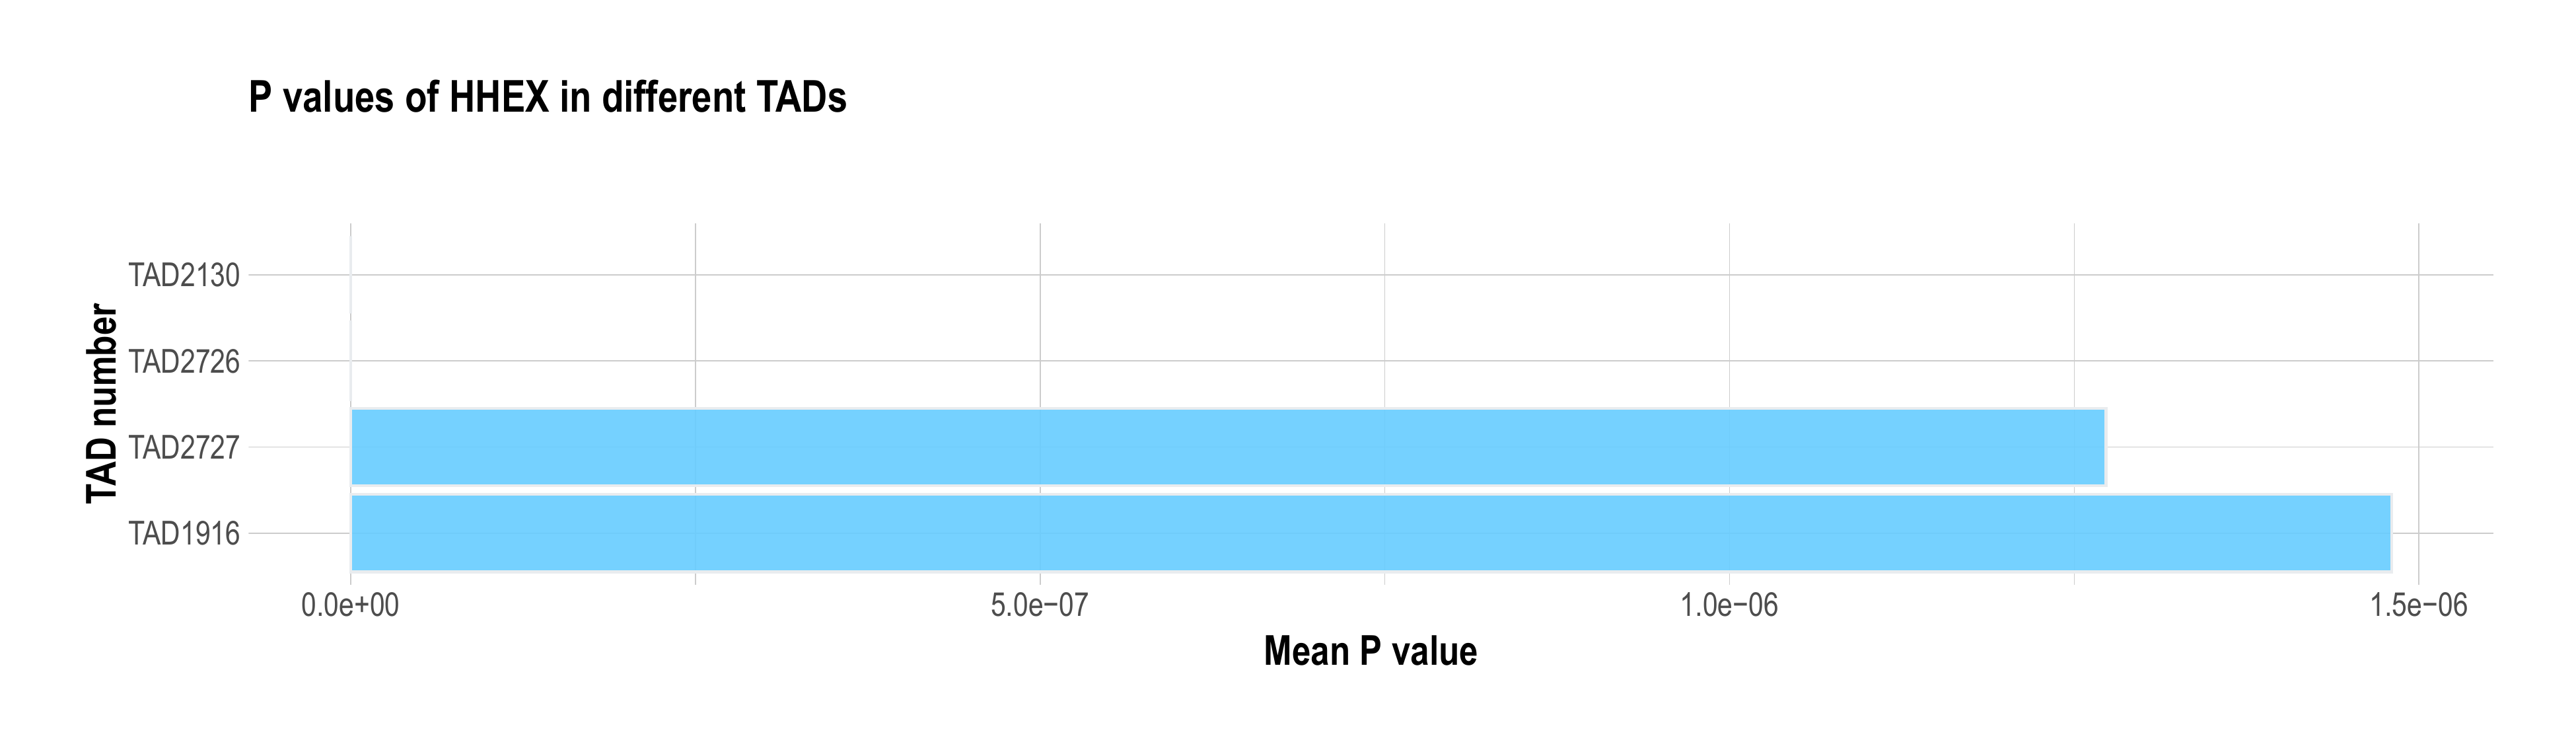 P values of HHEX in different TADs
TAD number
TAD2130
TAD2726
TAD2727
TAD1916
0.0e+00
5.0e−07
1.0e−06
1.5e−06
Mean P value